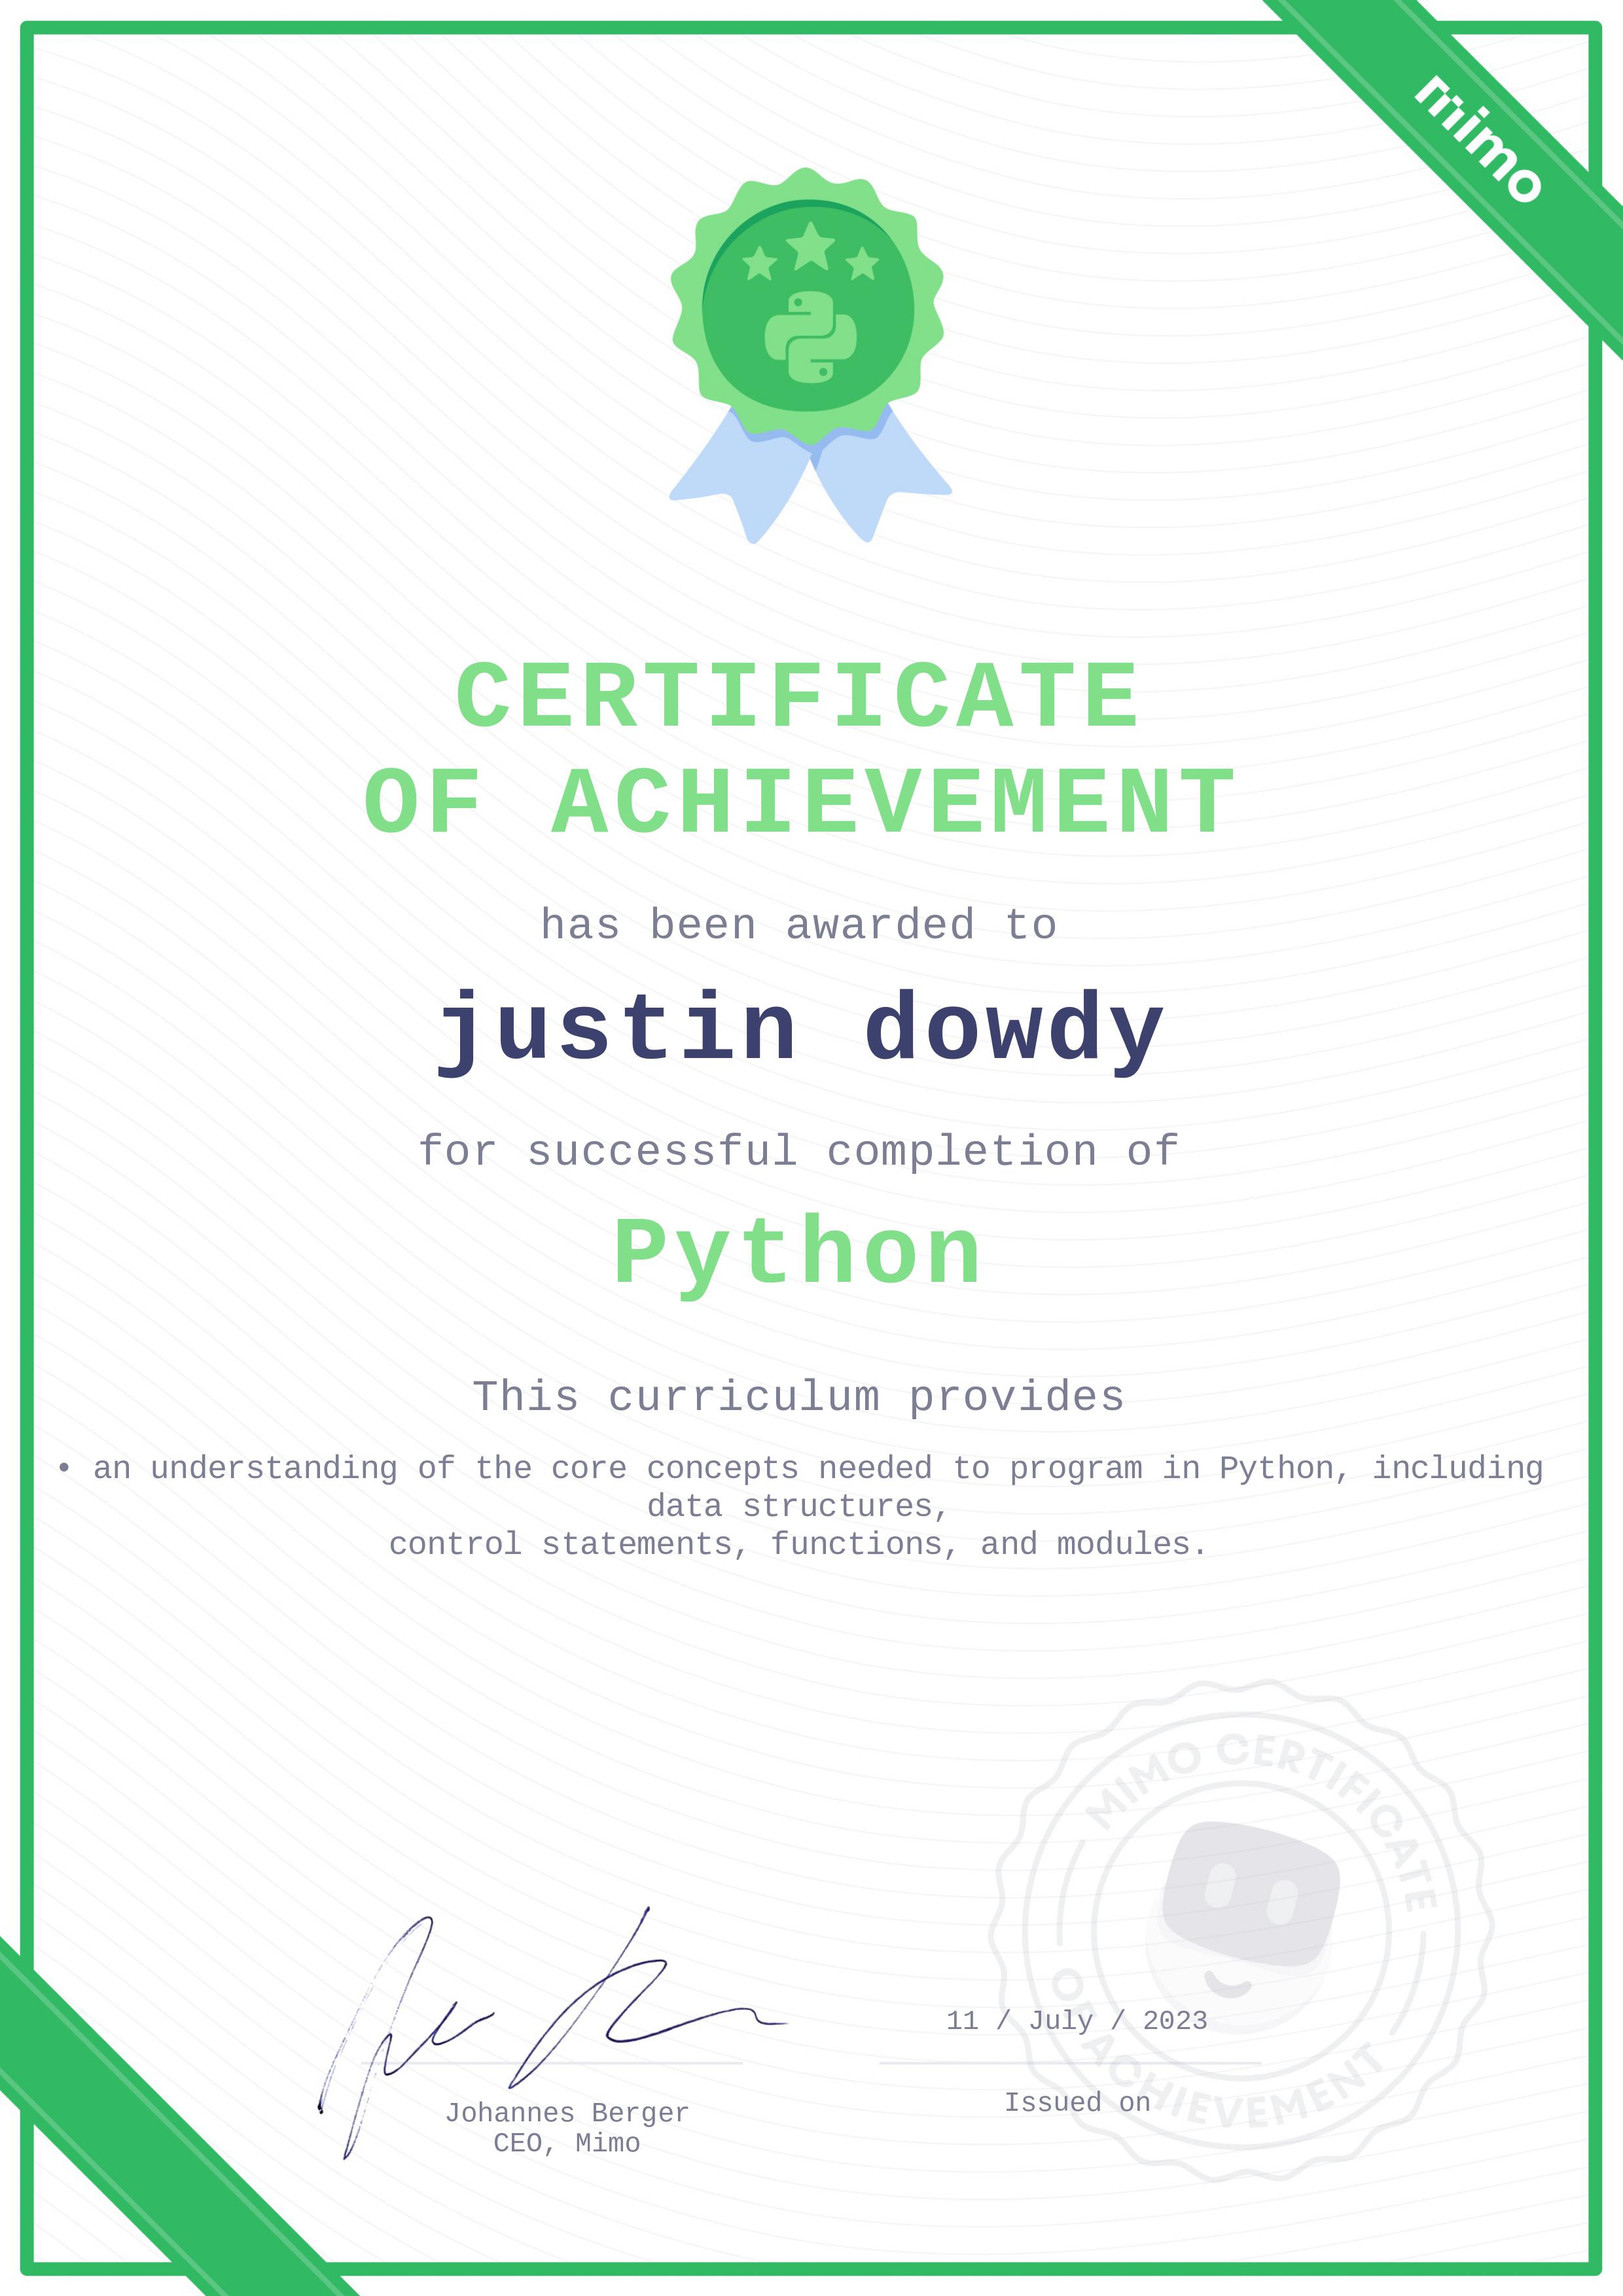 mimo
CERTIFICATE
OF ACHIEVEMENT
has been awarded to
justin dowdy
for successful completion of
Python
This curriculum provides
• an understanding of the core concepts needed to program in Python, including
data structures,
control statements, functions, and modules.
MIMO CERTIFICATE
OF ACHIEVEMENT
11 / July / 2023
Issued on
Johannes Berger
CEO, Mimo